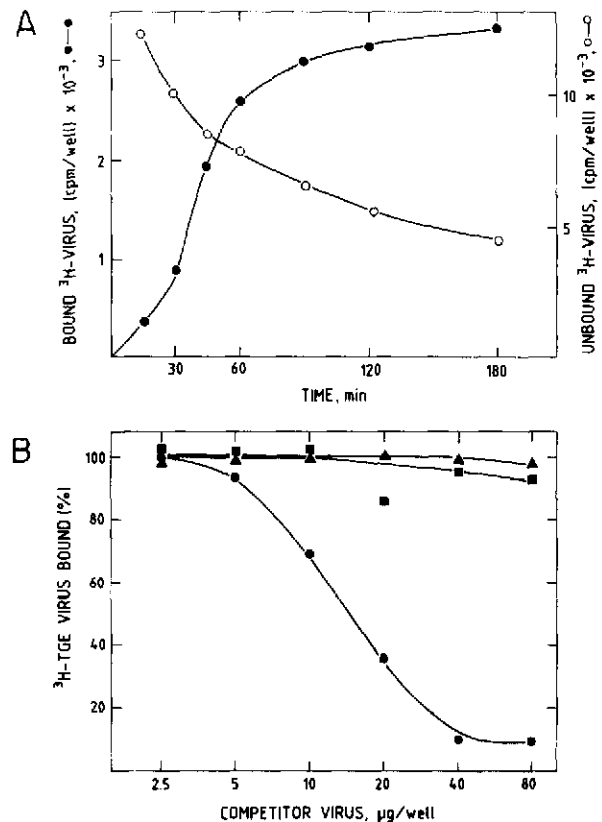 A
BOUND ³H-VIRUS, (cpm/well) × 10⁻³, ●—●
UNBOUND ³H-VIRUS, (cpm/well) × 10⁻³, ○—○
3
2
1
10
5
30 60 90 120 180
TIME, min
B
³H-TGE VIRUS BOUND (%)
100
80
60
40
20
2.5 5 10 20 40 80
COMPETITOR VIRUS, µg/well